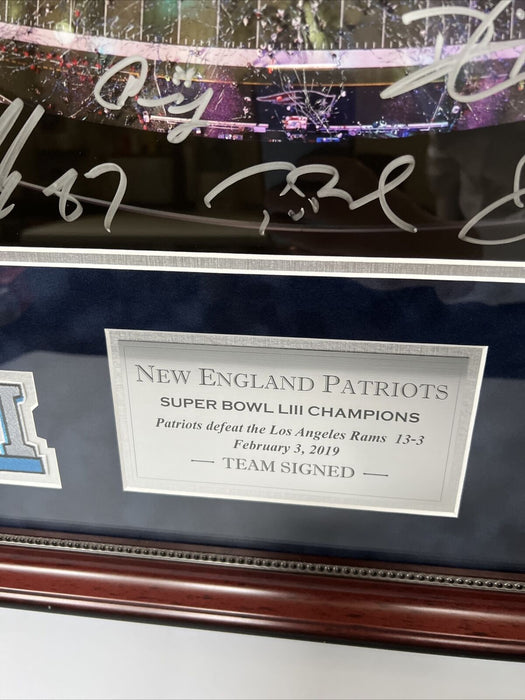 87
NEW ENGLAND PATRIOTS
SUPER BOWL LIII CHAMPIONS
Patriots defeat the Los Angeles Rams 13-3
February 3, 2019
— TEAM SIGNED —